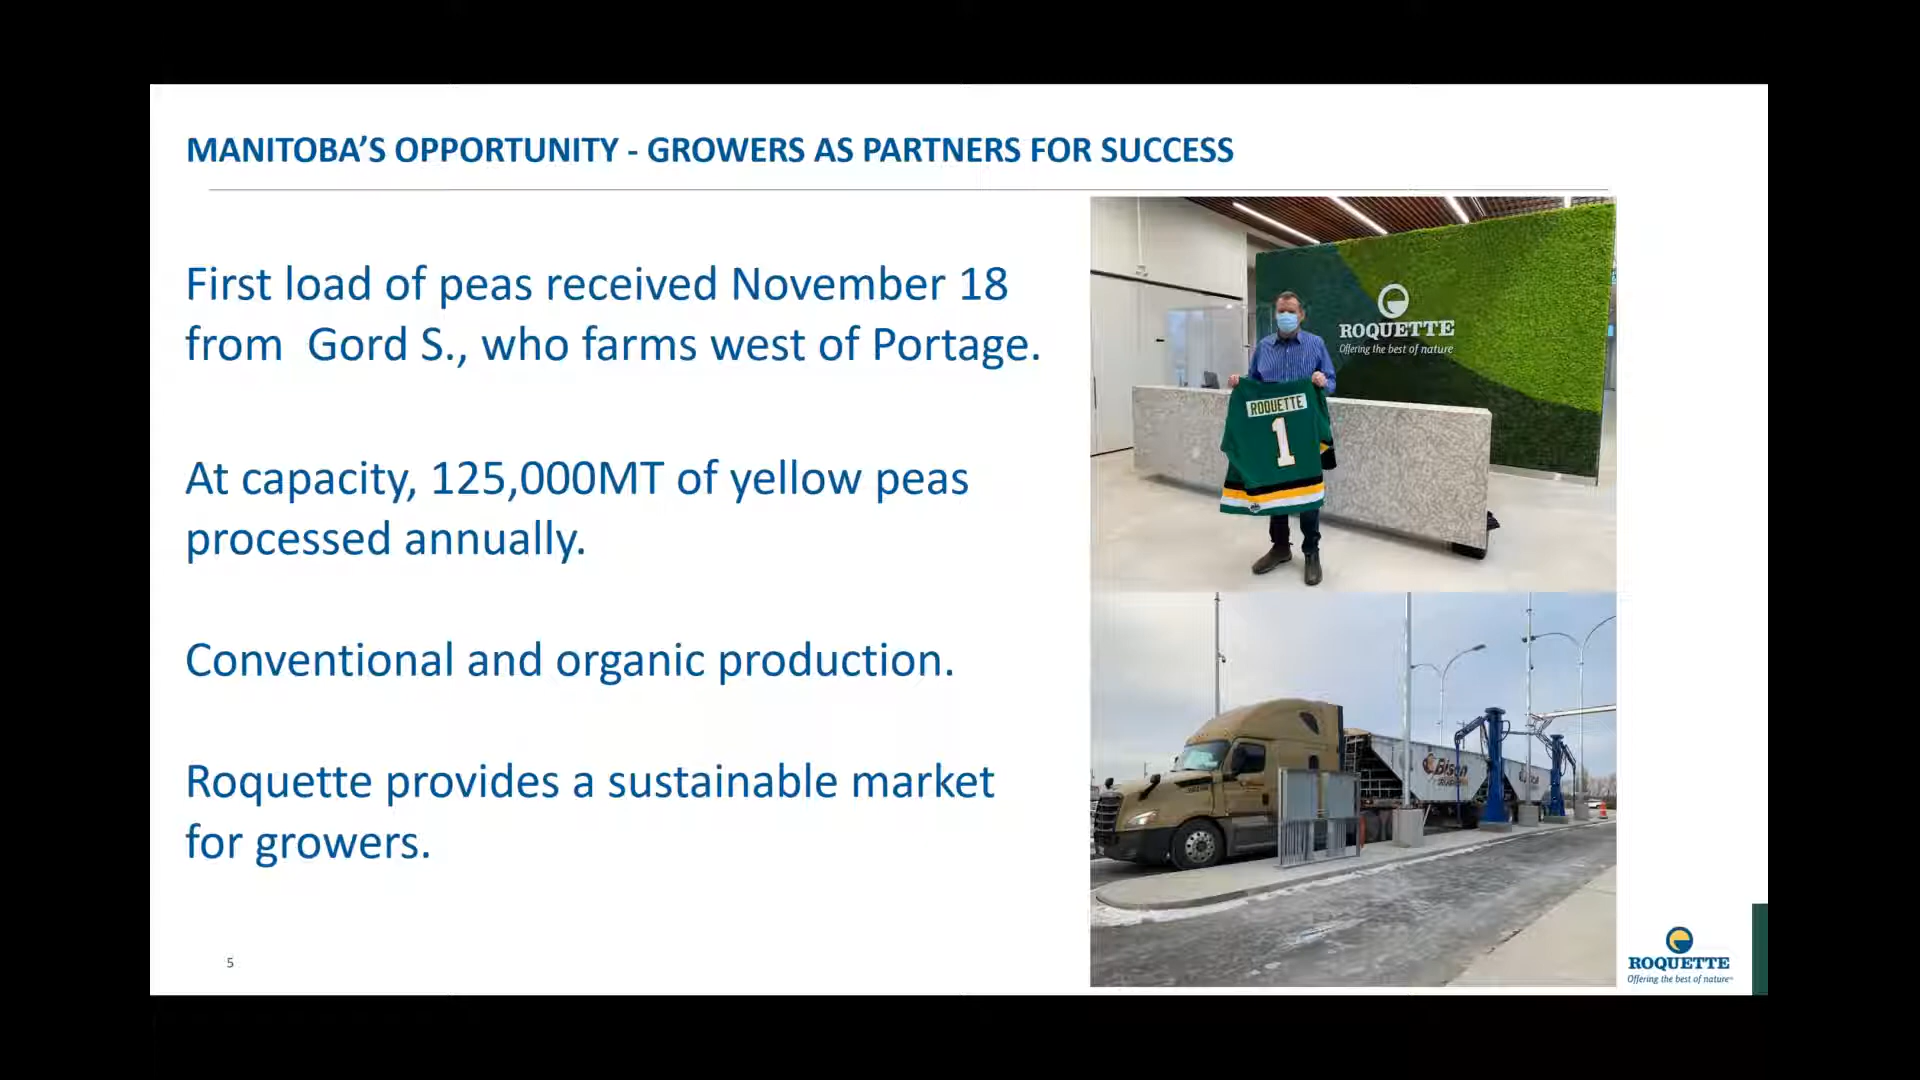 MANITOBA’S OPPORTUNITY - GROWERS AS PARTNERS FOR SUCCESS
First load of peas received November 18
from Gord S., who farms west of Portage.
At capacity, 125,000MT of yellow peas
processed annually.
Conventional and organic production.
Roquette provides a sustainable market
for growers.
ROQUETTE
Offering the best of nature
ROQUETTE
1
Bison
5
ROQUETTE
Offering the best of nature